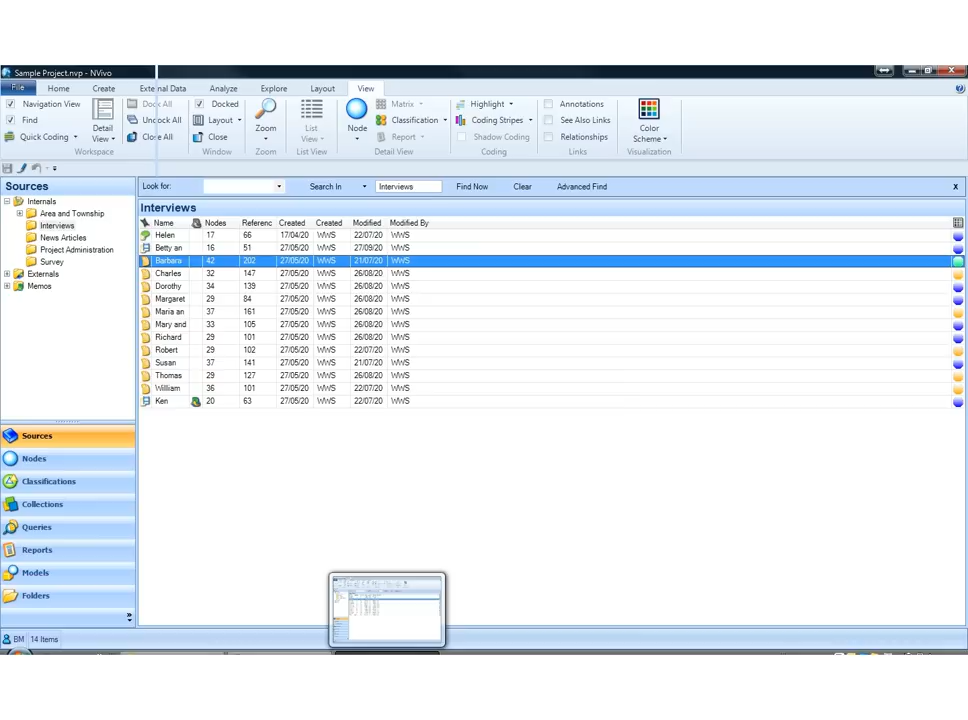 Sample Project.nvp - NVivo
File Home Create External Data Analyze Explore Layout View
Navigation View Dock All Docked Matrix Highlight Annotations
Find Undock All Layout Classification Coding Stripes See Also Links
Quick Coding Detail View Close All Close Zoom List View Node Report Shadow Coding Relationships Color Scheme
Workspace Window Zoom List View Detail View Coding Links Visualization
Sources
Look for: Search In Interviews Find Now Clear Advanced Find x
Internals
Area and Township
Interviews
News Articles
Project Administration
Survey
Externals
Memos
Interviews
Name Nodes Referenc Created Created Modified Modified By
Helen 17 66 17/04/20 WWS 22/07/20 WWS
Betty an 16 51 27/05/20 WWS 27/09/20 WWS
Barbara 42 202 27/05/20 WWS 21/07/20 WWS
Charles 32 147 27/05/20 WWS 26/08/20 WWS
Dorothy 34 139 27/05/20 WWS 26/08/20 WWS
Margaret 29 84 27/05/20 WWS 26/08/20 WWS
Maria an 37 161 27/05/20 WWS 26/08/20 WWS
Mary and 33 105 27/05/20 WWS 26/08/20 WWS
Richard 29 101 27/05/20 WWS 26/08/20 WWS
Robert 29 102 27/05/20 WWS 22/07/20 WWS
Susan 37 141 27/05/20 WWS 21/07/20 WWS
Thomas 29 127 27/05/20 WWS 26/08/20 WWS
William 36 101 27/05/20 WWS 22/07/20 WWS
Ken 20 63 27/05/20 WWS 22/07/20 WWS
Sources
Nodes
Classifications
Collections
Queries
Reports
Models
Folders
BM 14 Items